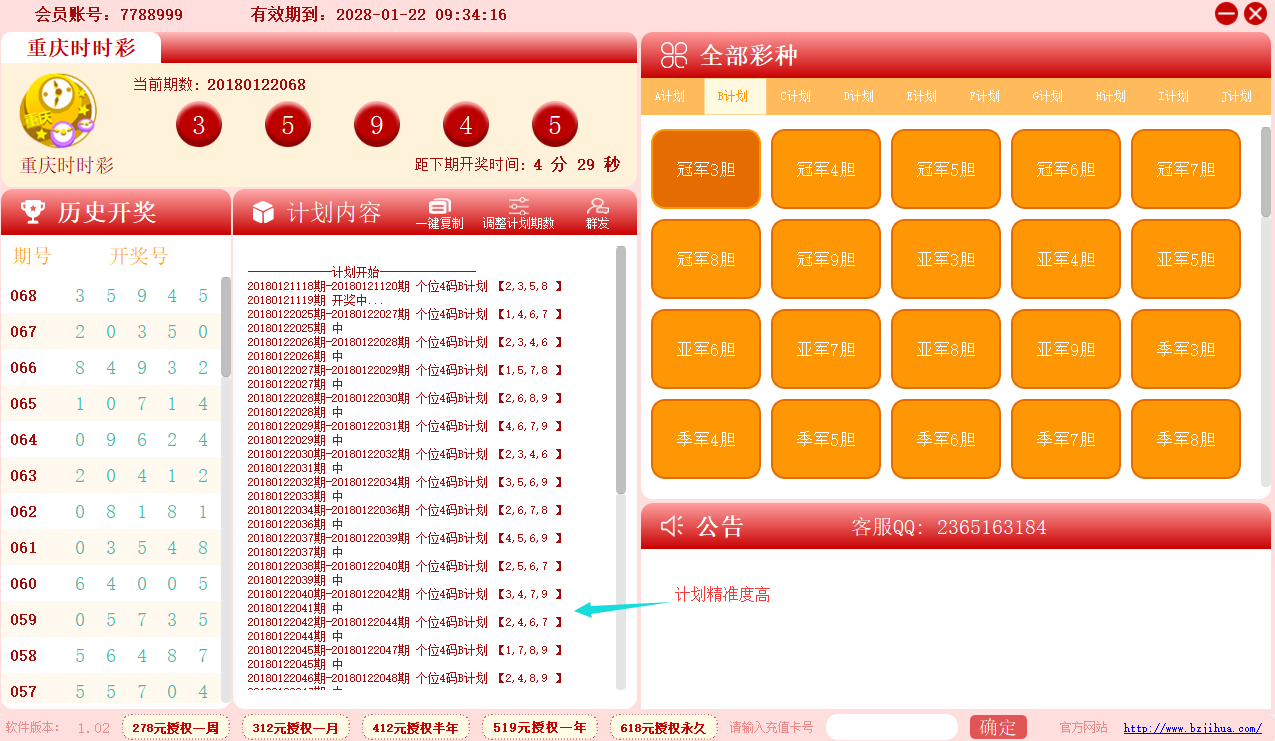 会员账号: 7788999
有效期到: 2028-01-22 09:34:16
重庆时时彩
当前期数: 20180122068
3 5 9 4 5
重庆
重庆时时彩
距下期开奖时间: 4 分 29 秒
历史开奖
期号 开奖号
068 3 5 9 4 5
067 2 0 3 5 0
066 8 4 9 3 2
065 1 0 7 1 4
064 0 9 6 2 4
063 2 0 4 1 2
062 0 8 1 8 1
061 0 3 5 4 8
060 6 4 0 0 5
059 0 5 7 3 5
058 5 6 4 8 7
057 5 5 7 0 4
计划内容
一键复制 调整计划期数 群发
——————计划开始——————
20180121118期-20180121120期 个位4码B计划 【2,3,5,8 】
20180121119期 开奖中...
20180122025期-20180122027期 个位4码B计划 【1,4,6,7 】
20180122025期 中
20180122026期-20180122028期 个位4码B计划 【2,3,4,6 】
20180122026期 中
20180122027期-20180122029期 个位4码B计划 【1,5,7,8 】
20180122027期 中
20180122028期-20180122030期 个位4码B计划 【2,6,8,9 】
20180122028期 中
20180122029期-20180122031期 个位4码B计划 【4,6,7,9 】
20180122029期 中
20180122030期-20180122032期 个位4码B计划 【2,3,4,6 】
20180122031期 中
20180122032期-20180122034期 个位4码B计划 【3,5,6,9 】
20180122033期 中
20180122034期-20180122036期 个位4码B计划 【2,6,7,8 】
20180122036期 中
20180122037期-20180122039期 个位4码B计划 【4,5,6,9 】
20180122037期 中
20180122038期-20180122040期 个位4码B计划 【2,5,6,7 】
20180122039期 中
20180122040期-20180122042期 个位4码B计划 【3,4,7,9 】
20180122041期 中
20180122042期-20180122044期 个位4码B计划 【2,4,6,7 】
20180122044期 中
20180122045期-20180122047期 个位4码B计划 【1,7,8,9 】
20180122045期 中
20180122046期-20180122048期 个位4码B计划 【2,4,8,9 】
全部彩种
A计划 B计划 C计划 D计划 E计划 F计划 G计划 H计划 I计划 J计划
冠军3胆 冠军4胆 冠军5胆 冠军6胆 冠军7胆
冠军8胆 冠军9胆 亚军3胆 亚军4胆 亚军5胆
亚军6胆 亚军7胆 亚军8胆 亚军9胆 季军3胆
季军4胆 季军5胆 季军6胆 季军7胆 季军8胆
公告 客服QQ: 2365163184
计划精准度高
软件版本: 1.02 278元授权一周 312元授权一月 412元授权半年 519元授权一年 618元授权永久 请输入充值卡号 确定 官方网站 http://www.bzjihua.com/